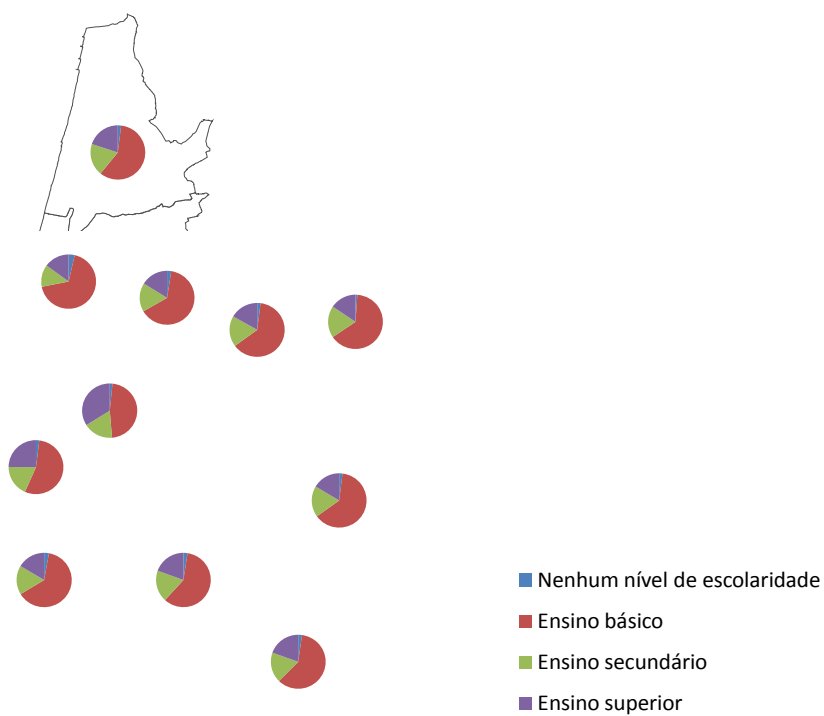 Nenhum nível de escolaridade
Ensino básico
Ensino secundário
Ensino superior